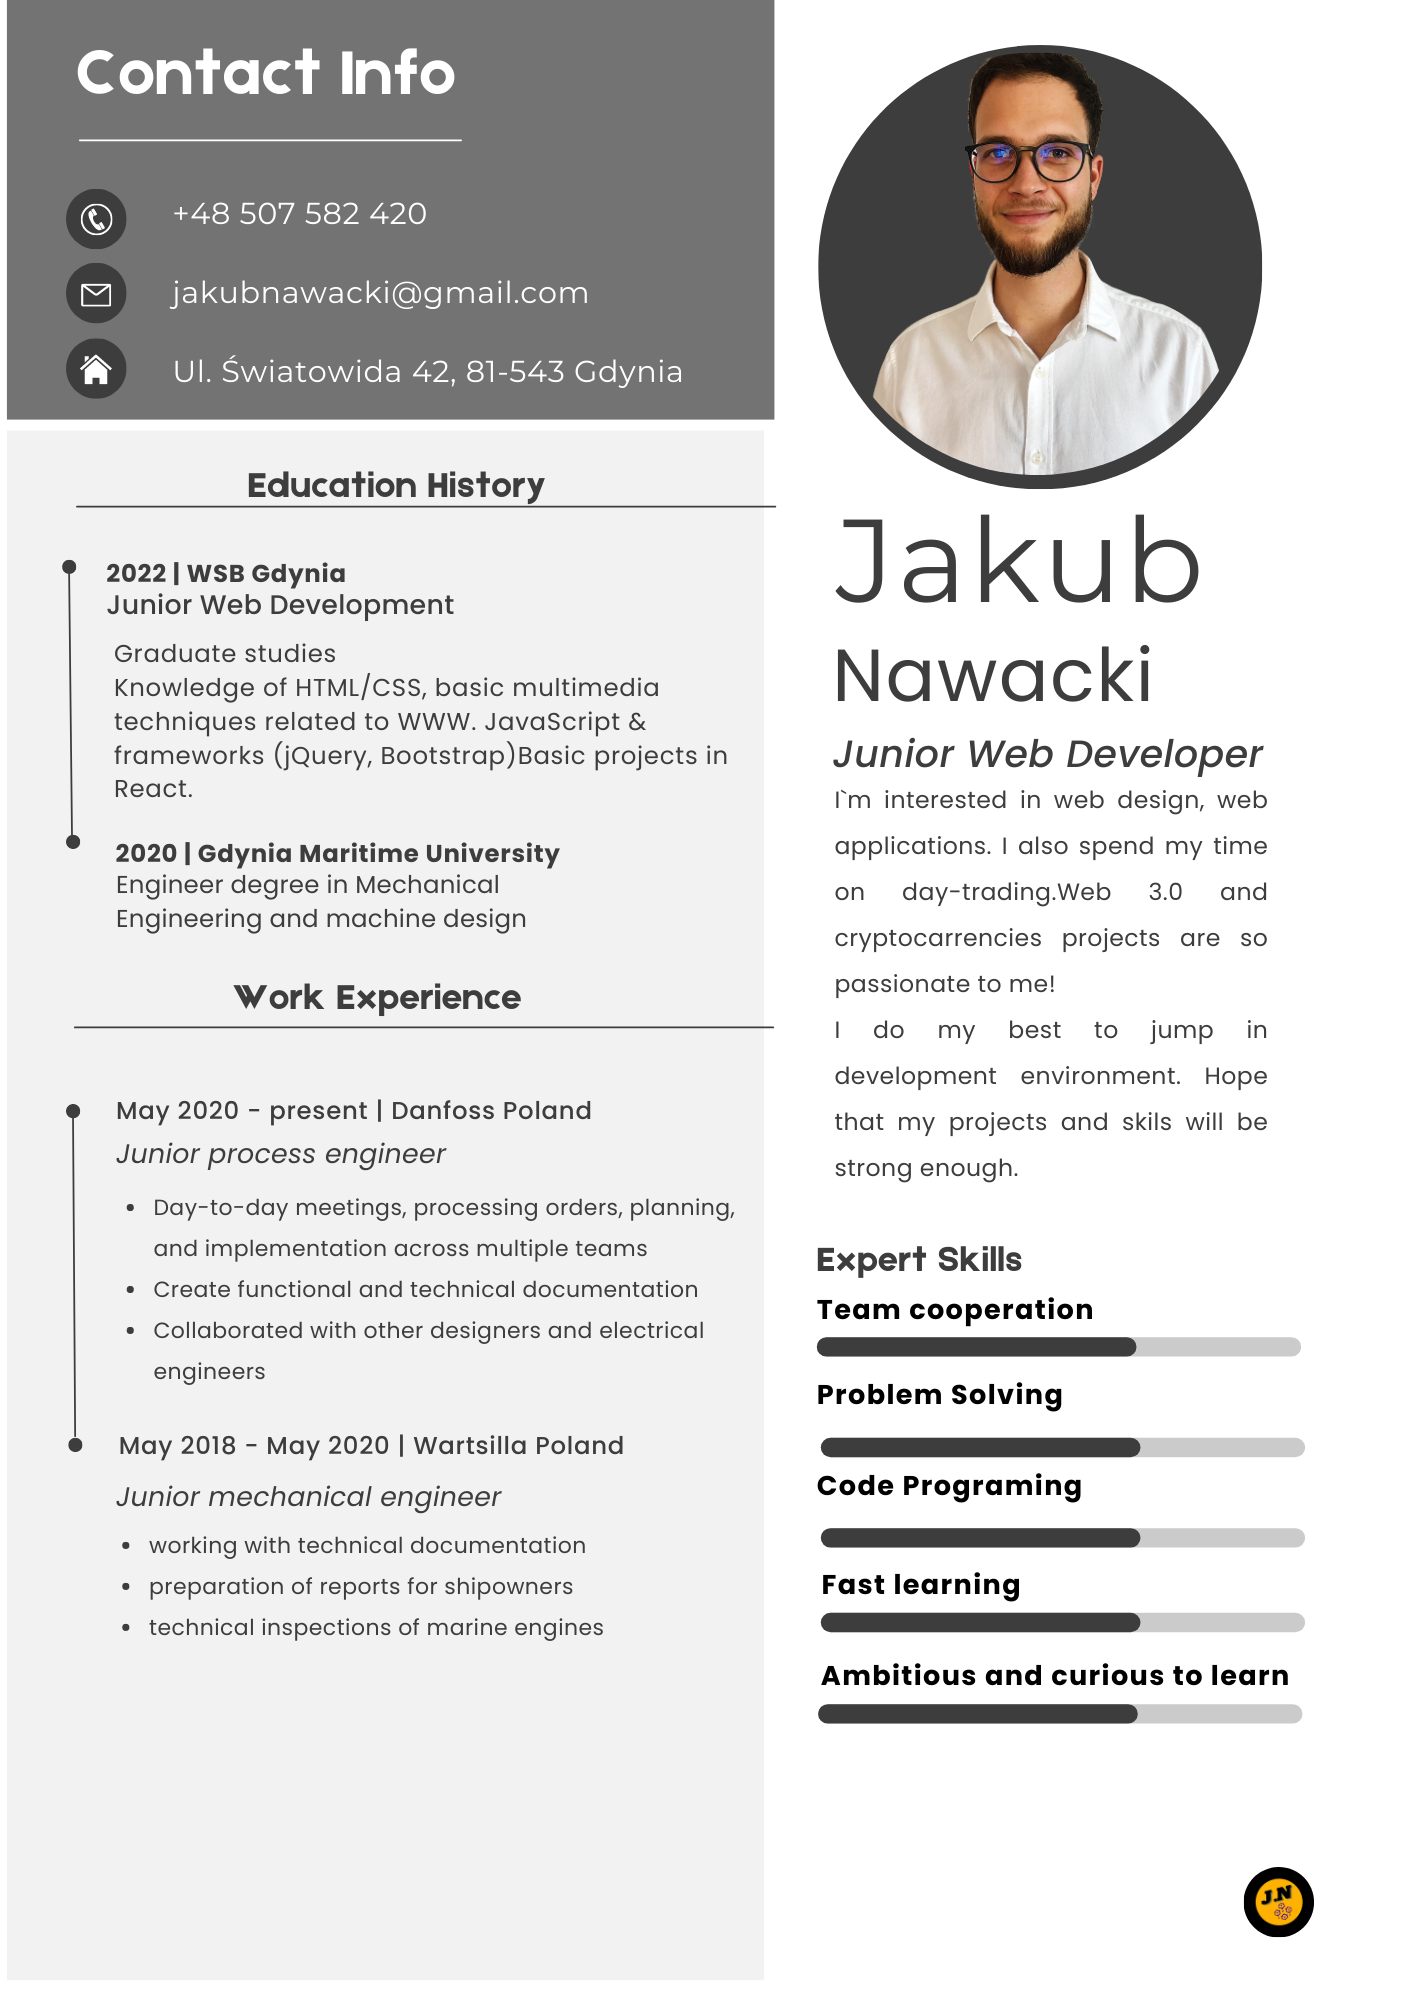 Contact Info
+48 507 582 420
jakubnawacki@gmail.com
Ul. Światowida 42, 81-543 Gdynia
Education History
2022 | WSB Gdynia
Junior Web Development
Graduate studies
Knowledge of HTML/CSS, basic multimedia
techniques related to WWW. JavaScript &
frameworks (jQuery, Bootstrap)Basic projects in
React.
2020 | Gdynia Maritime University
Engineer degree in Mechanical
Engineering and machine design
Work Experience
May 2020 - present | Danfoss Poland
Junior process engineer
• Day-to-day meetings, processing orders, planning,
and implementation across multiple teams
• Create functional and technical documentation
• Collaborated with other designers and electrical
engineers
May 2018 - May 2020 | Wartsilla Poland
Junior mechanical engineer
• working with technical documentation
• preparation of reports for shipowners
• technical inspections of marine engines
Jakub
Nawacki
Junior Web Developer
I`m interested in web design, web
applications. I also spend my time
on day-trading.Web 3.0 and
cryptocarrencies projects are so
passionate to me!
I do my best to jump in
development environment. Hope
that my projects and skils will be
strong enough.
Expert Skills
Team cooperation
Problem Solving
Code Programing
Fast learning
Ambitious and curious to learn
J.N